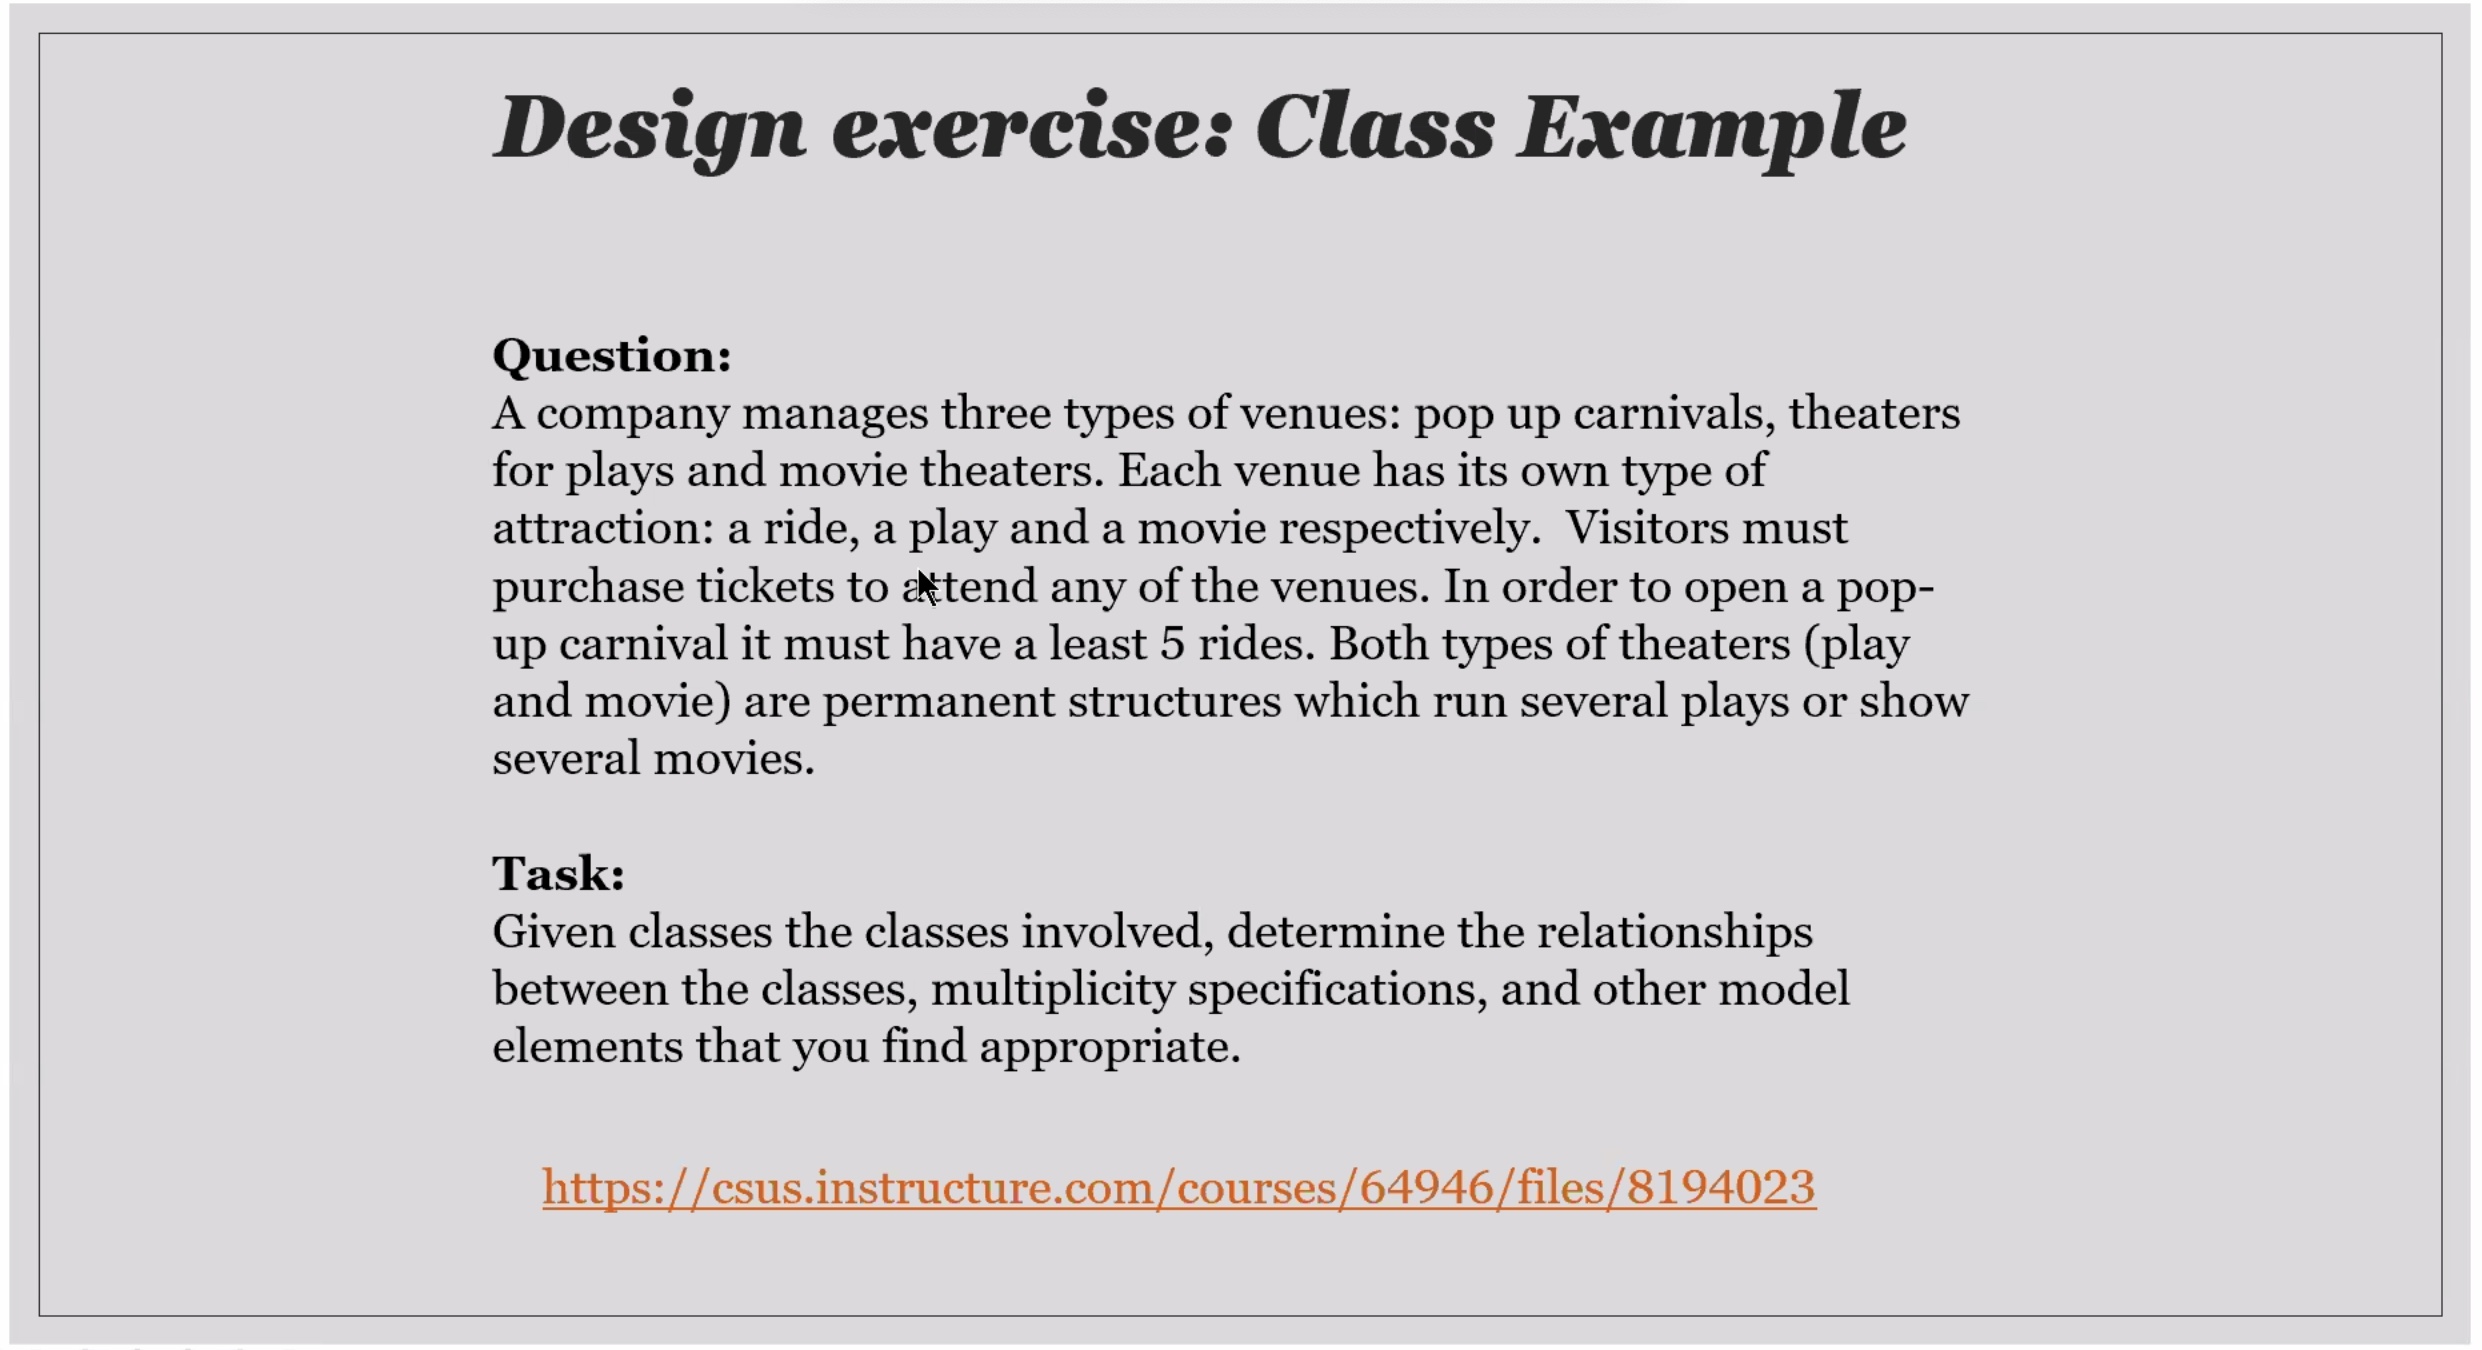 Design exercise: Class Example
Question:
A company manages three types of venues: pop up carnivals, theaters
for plays and movie theaters. Each venue has its own type of
attraction: a ride, a play and a movie respectively.  Visitors must
purchase tickets to attend any of the venues. In order to open a pop-
up carnival it must have a least 5 rides. Both types of theaters (play
and movie) are permanent structures which run several plays or show
several movies.
Task:
Given classes the classes involved, determine the relationships
between the classes, multiplicity specifications, and other model
elements that you find appropriate.
https://csus.instructure.com/courses/64946/files/8194023